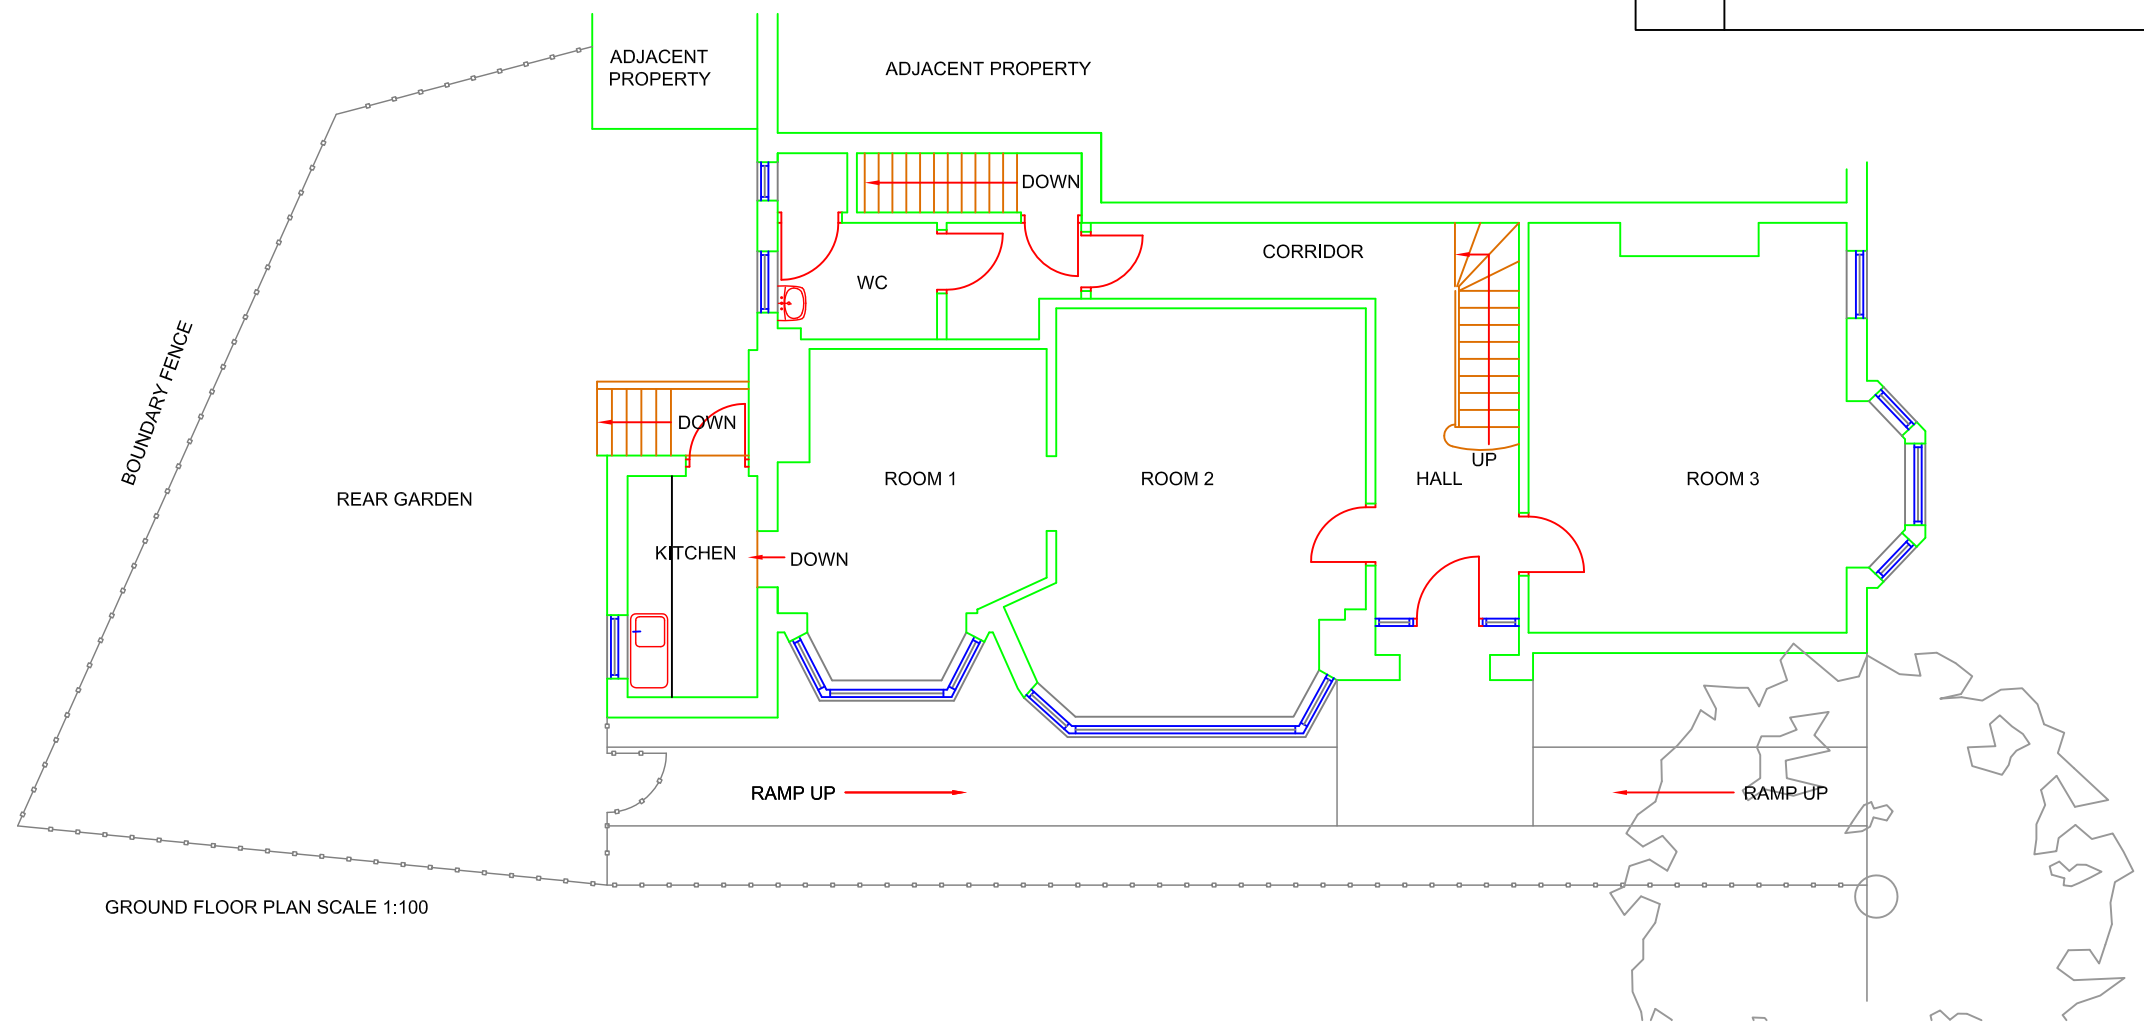 ADJACENT
PROPERTY
ADJACENT PROPERTY
DOWN
CORRIDOR
WC
BOUNDARY FENCE
DOWN
UP
ROOM 1
ROOM 2
HALL
ROOM 3
REAR GARDEN
KITCHEN
DOWN
RAMP UP
RAMP UP
GROUND FLOOR PLAN SCALE 1:100